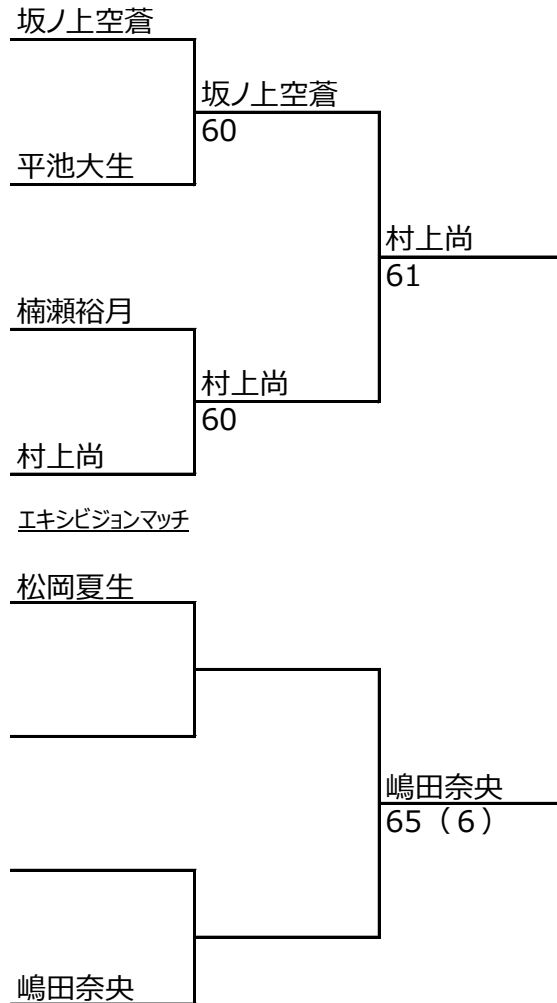 坂ノ上空蒼
坂ノ上空蒼
60
平池大生
村上尚
61
楠瀬裕月
村上尚
60
村上尚
エキシビジョンマッチ
松岡夏生
嶋田奈央
65（6）
嶋田奈央